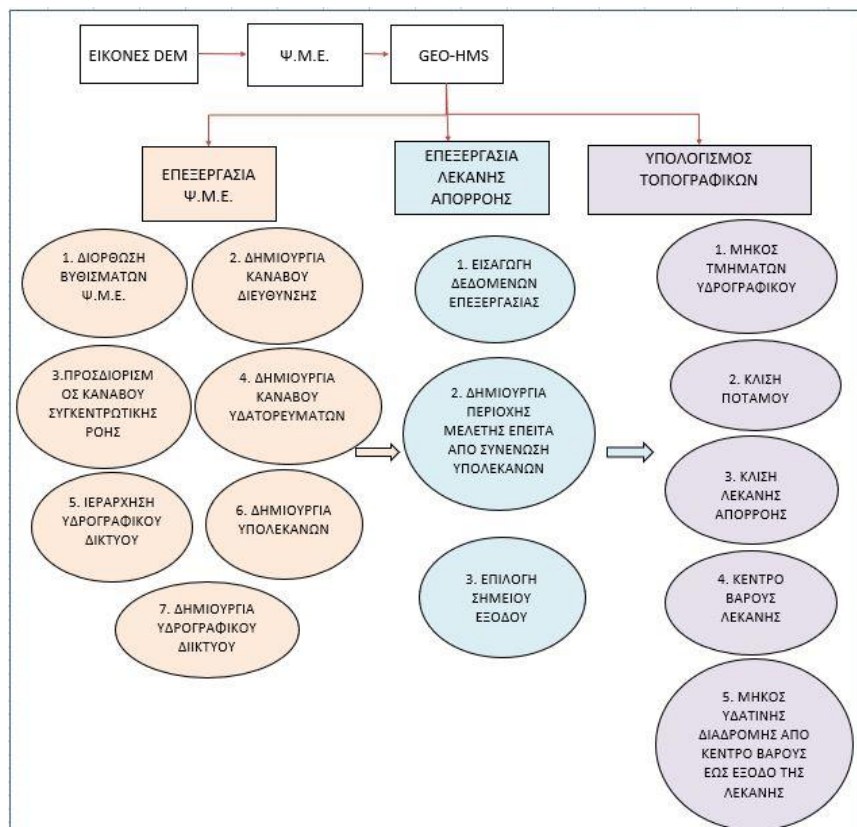 ΕΙΚΟΝΕΣ DEM
Ψ.Μ.Ε.
GEO-HMS
ΕΠΕΞΕΡΓΑΣΙΑ
Ψ.Μ.Ε.
ΕΠΕΞΕΡΓΑΣΙΑ
ΛΕΚΑΝΗΣ
ΑΠΟΡΡΟΗΣ
ΥΠΟΛΟΓΙΣΜΟΣ
ΤΟΠΟΓΡΑΦΙΚΩΝ
1. ΔΙΟΡΘΩΣΗ
ΒΥΘΙΣΜΑΤΩΝ
Ψ.Μ.Ε.
2. ΔΗΜΙΟΥΡΓΙΑ
ΚΑΝΑΒΟΥ
ΔΙΕΥΘΥΝΣΗΣ
3.ΠΡΟΣΔΙΟΡΙΣΜ
ΟΣ ΚΑΝΑΒΟΥ
ΣΥΓΚΕΝΤΡΩΤΙΚΗΣ
ΡΟΗΣ
4. ΔΗΜΙΟΥΡΓΙΑ
ΚΑΝΑΒΟΥ
ΥΔΑΤΟΡΕΥΜΑΤΩΝ
5. ΙΕΡΑΡΧΗΣΗ
ΥΔΡΟΓΡΑΦΙΚΟΥ
ΔΙΚΤΥΟΥ
6. ΔΗΜΙΟΥΡΓΙΑ
ΥΠΟΛΕΚΑΝΩΝ
7. ΔΗΜΙΟΥΡΓΙΑ
ΥΔΡΟΓΡΑΦΙΚΟΥ
ΔΙΙΚΤΥΟΥ
1. ΕΙΣΑΓΩΓΗ
ΔΕΔΟΜΕΝΩΝ
ΕΠΕΞΕΡΓΑΣΙΑΣ
2. ΔΗΜΙΟΥΡΓΙΑ
ΠΕΡΙΟΧΗΣ
ΜΕΛΕΤΗΣ ΕΠΕΙΤΑ
ΑΠΟ ΣΥΝΕΝΩΣΗ
ΥΠΟΛΕΚΑΝΩΝ
3. ΕΠΙΛΟΓΗ
ΣΗΜΕΙΟΥ
ΕΞΟΔΟΥ
1. ΜΗΚΟΣ
ΤΜΗΜΑΤΩΝ
ΥΔΡΟΓΡΑΦΙΚΟΥ
2. ΚΛΙΣΗ
ΠΟΤΑΜΟΥ
3. ΚΛΙΣΗ
ΛΕΚΑΝΗΣ
ΑΠΟΡΡΟΗΣ
4. ΚΕΝΤΡΟ
ΒΑΡΟΥΣ
ΛΕΚΑΝΗΣ
5. ΜΗΚΟΣ
ΥΔΑΤΙΝΗΣ
ΔΙΑΔΡΟΜΗΣ ΑΠΟ
ΚΕΝΤΡΟ ΒΑΡΟΥΣ
ΕΩΣ ΕΞΟΔΟ ΤΗΣ
ΛΕΚΑΝΗΣ